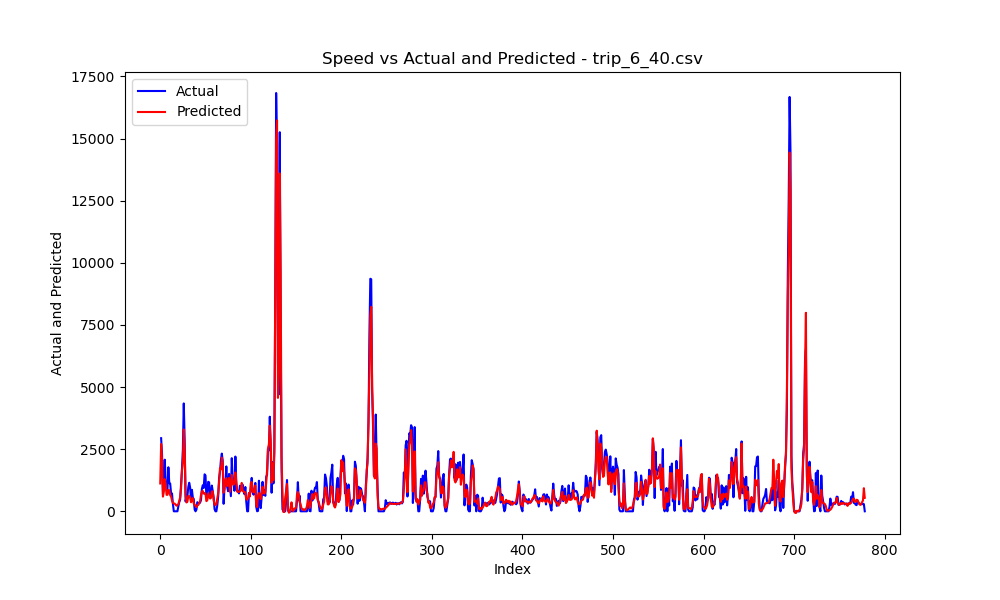 Speed vs Actual and Predicted - trip_6_40.csv
Actual
Predicted
17500
15000
12500
10000
7500
5000
2500
0
Actual and Predicted
0 100 200 300 400 500 600 700 800
Index